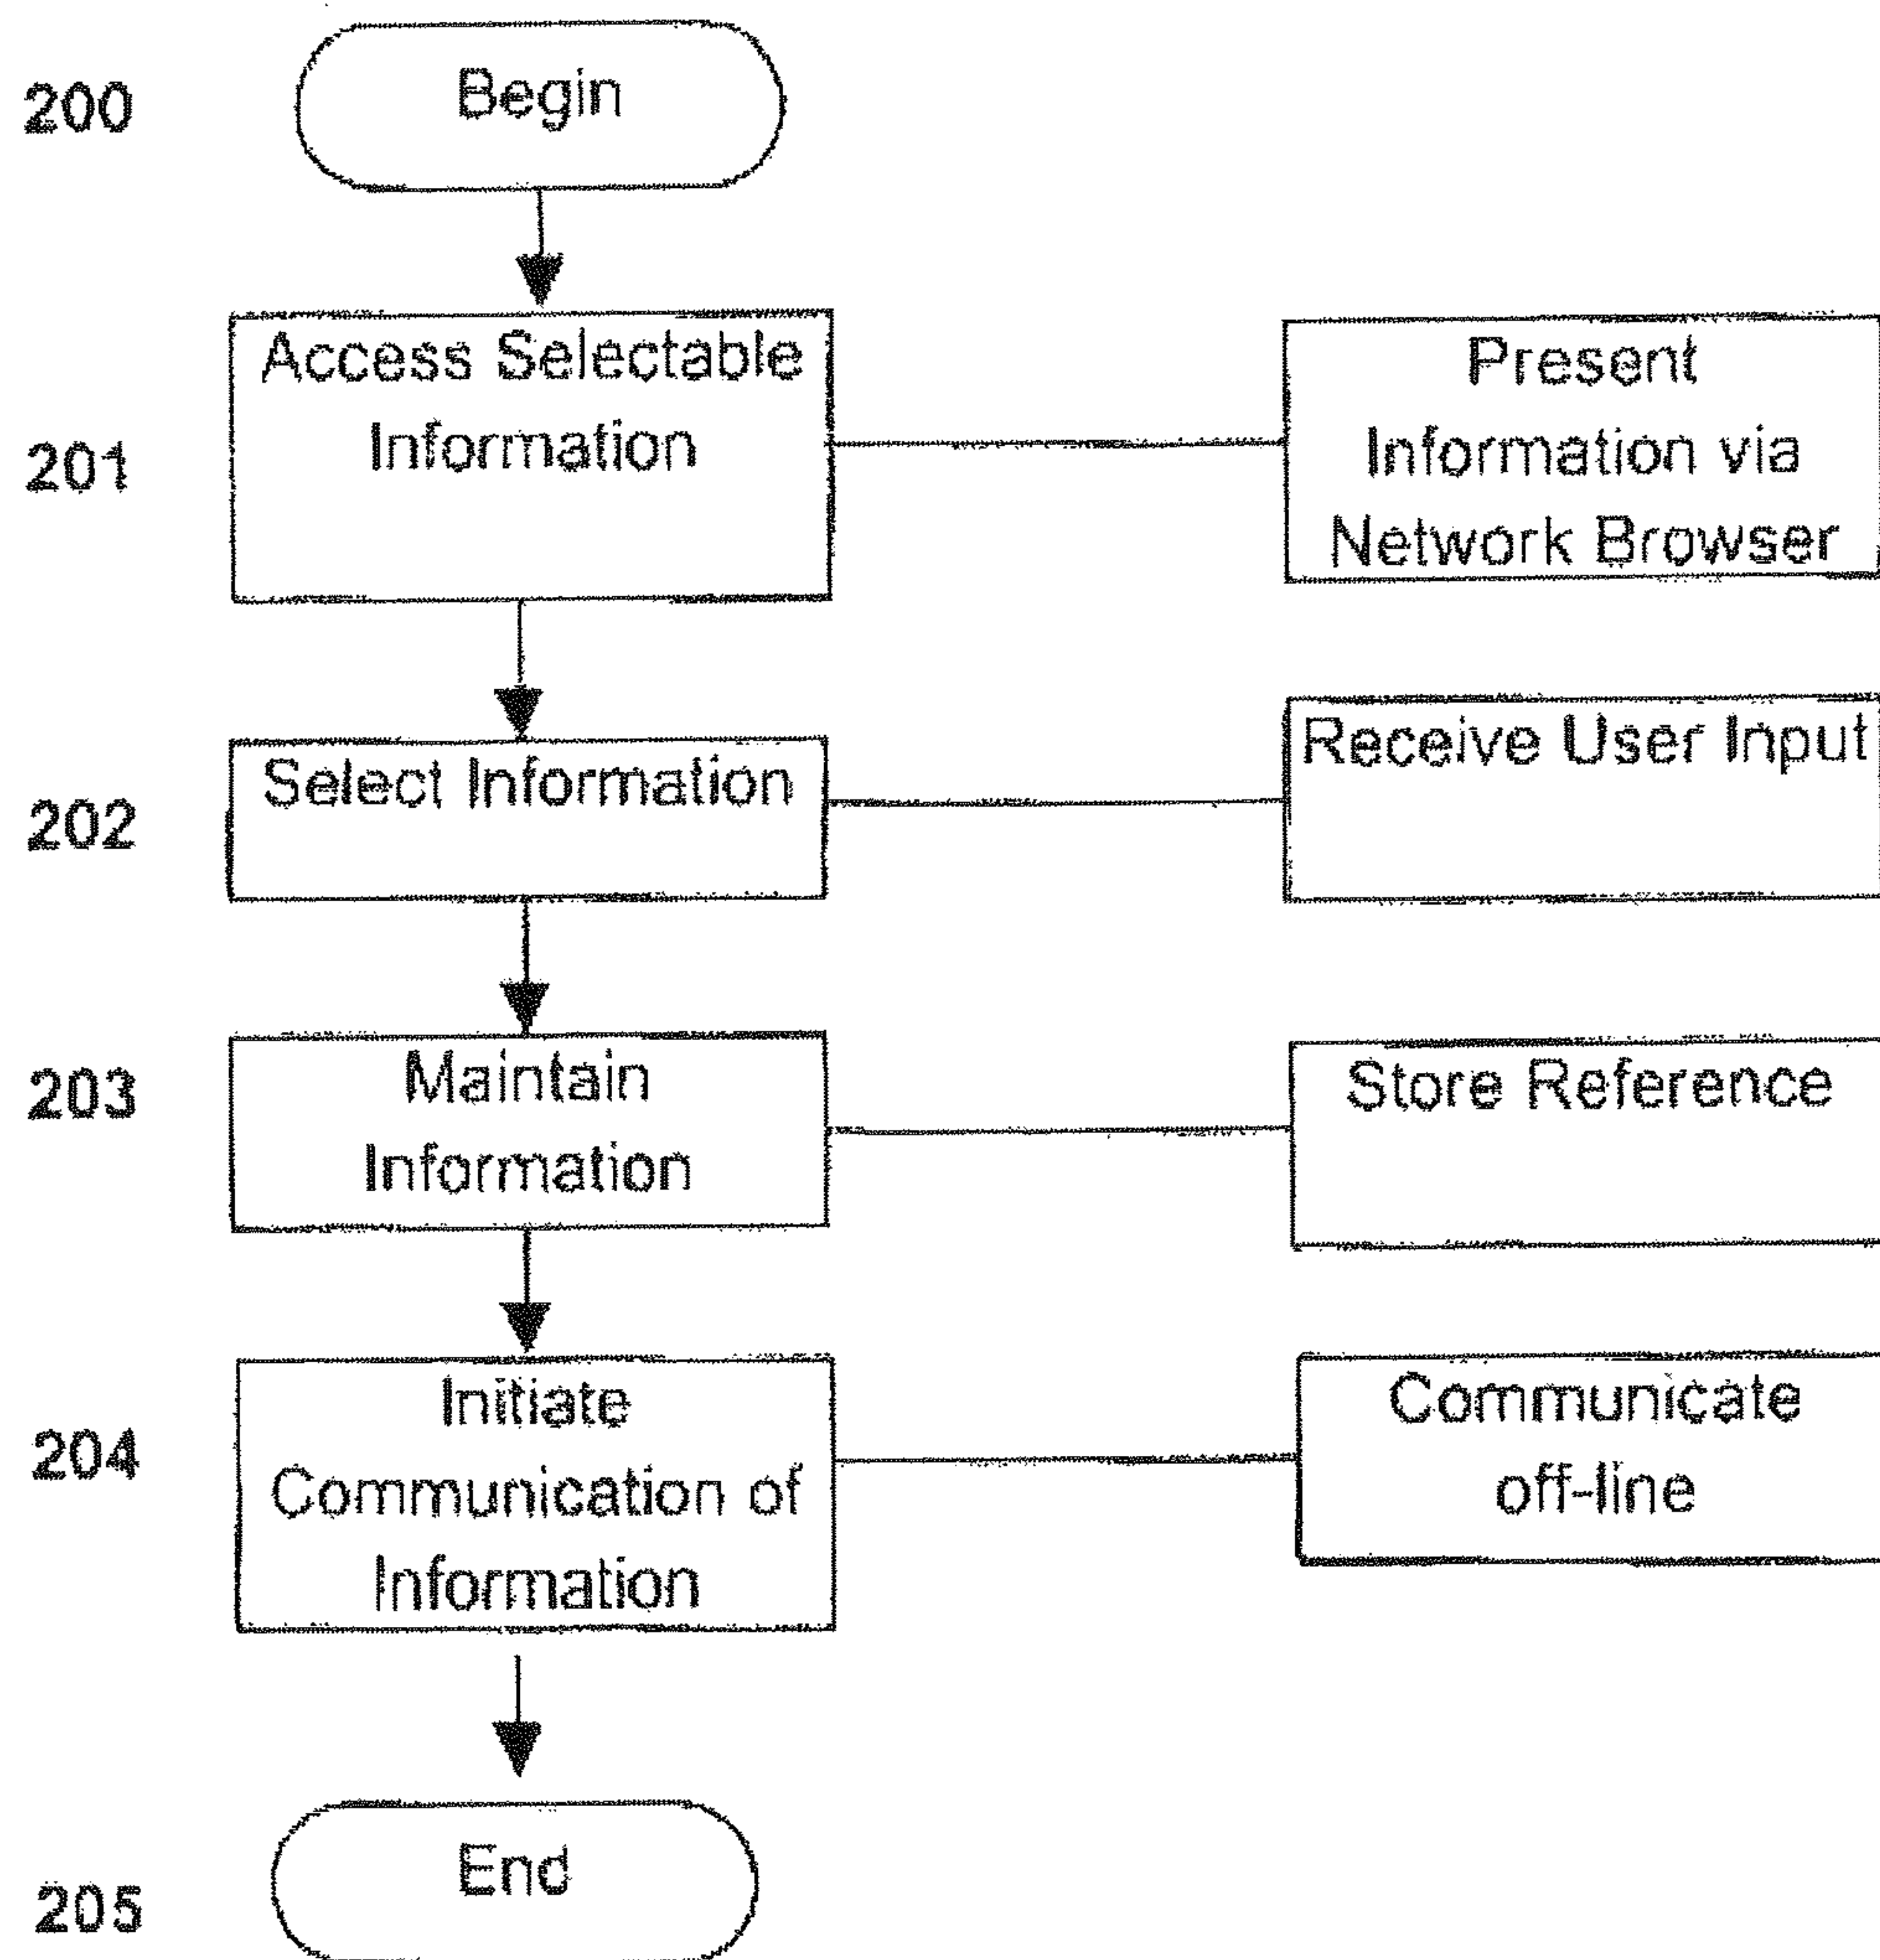 200
Begin
201
Access Selectable
Information
Present
Information via
Network Browser
202
Select Information
Receive User Input
203
Maintain
Information
Store Reference
204
Initiate
Communication of
Information
Communicate
off-line
205
End